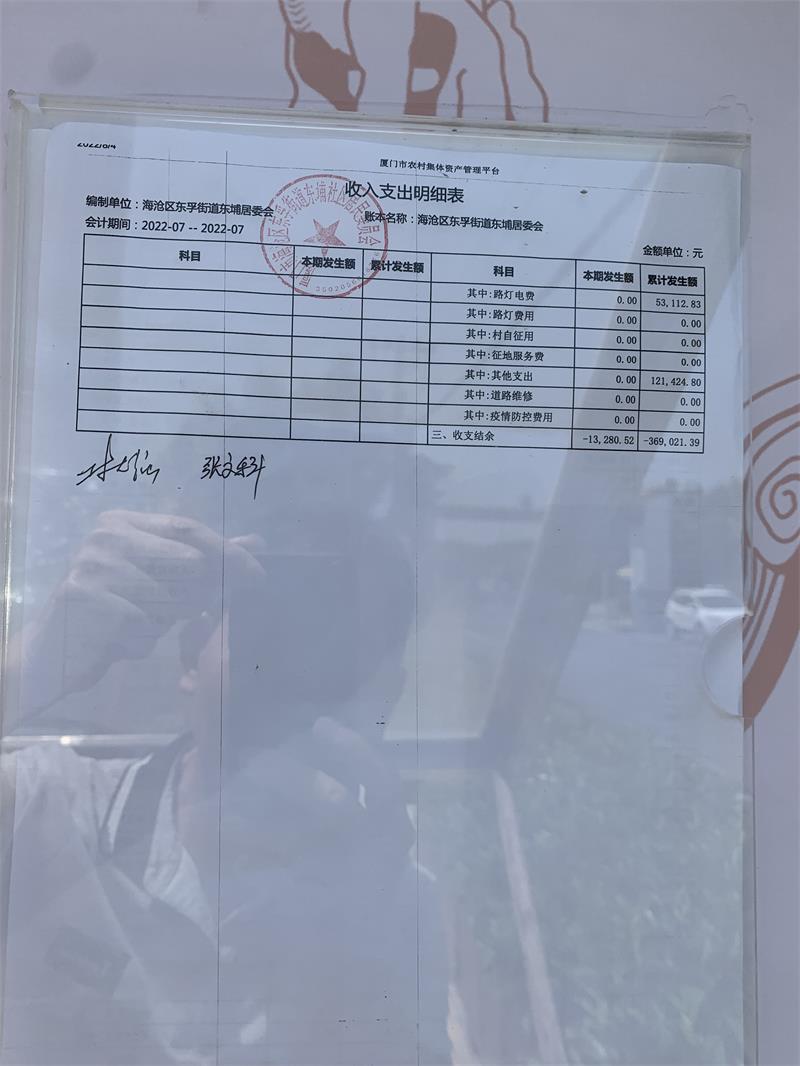 2022/8/4
厦门市农村集体资产管理平台
收入支出明细表
编制单位：海沧区东孚街道东埔居委会 账本名称：海沧区东孚街道东埔居委会
会计期间：2022-07 -- 2022-07
金额单位：元
科目 本期发生额 累计发生额 科目 本期发生额 累计发生额
其中:路灯电费 0.00 53,112.83
其中:路灯费用 0.00 0.00
其中:村自征用 0.00 0.00
其中:征地服务费 0.00 0.00
其中:其他支出 0.00 121,424.80
其中:道路维修 0.00 0.00
其中:疫情防控费用 0.00 0.00
三、收支结余 -13,280.52 -369,021.39